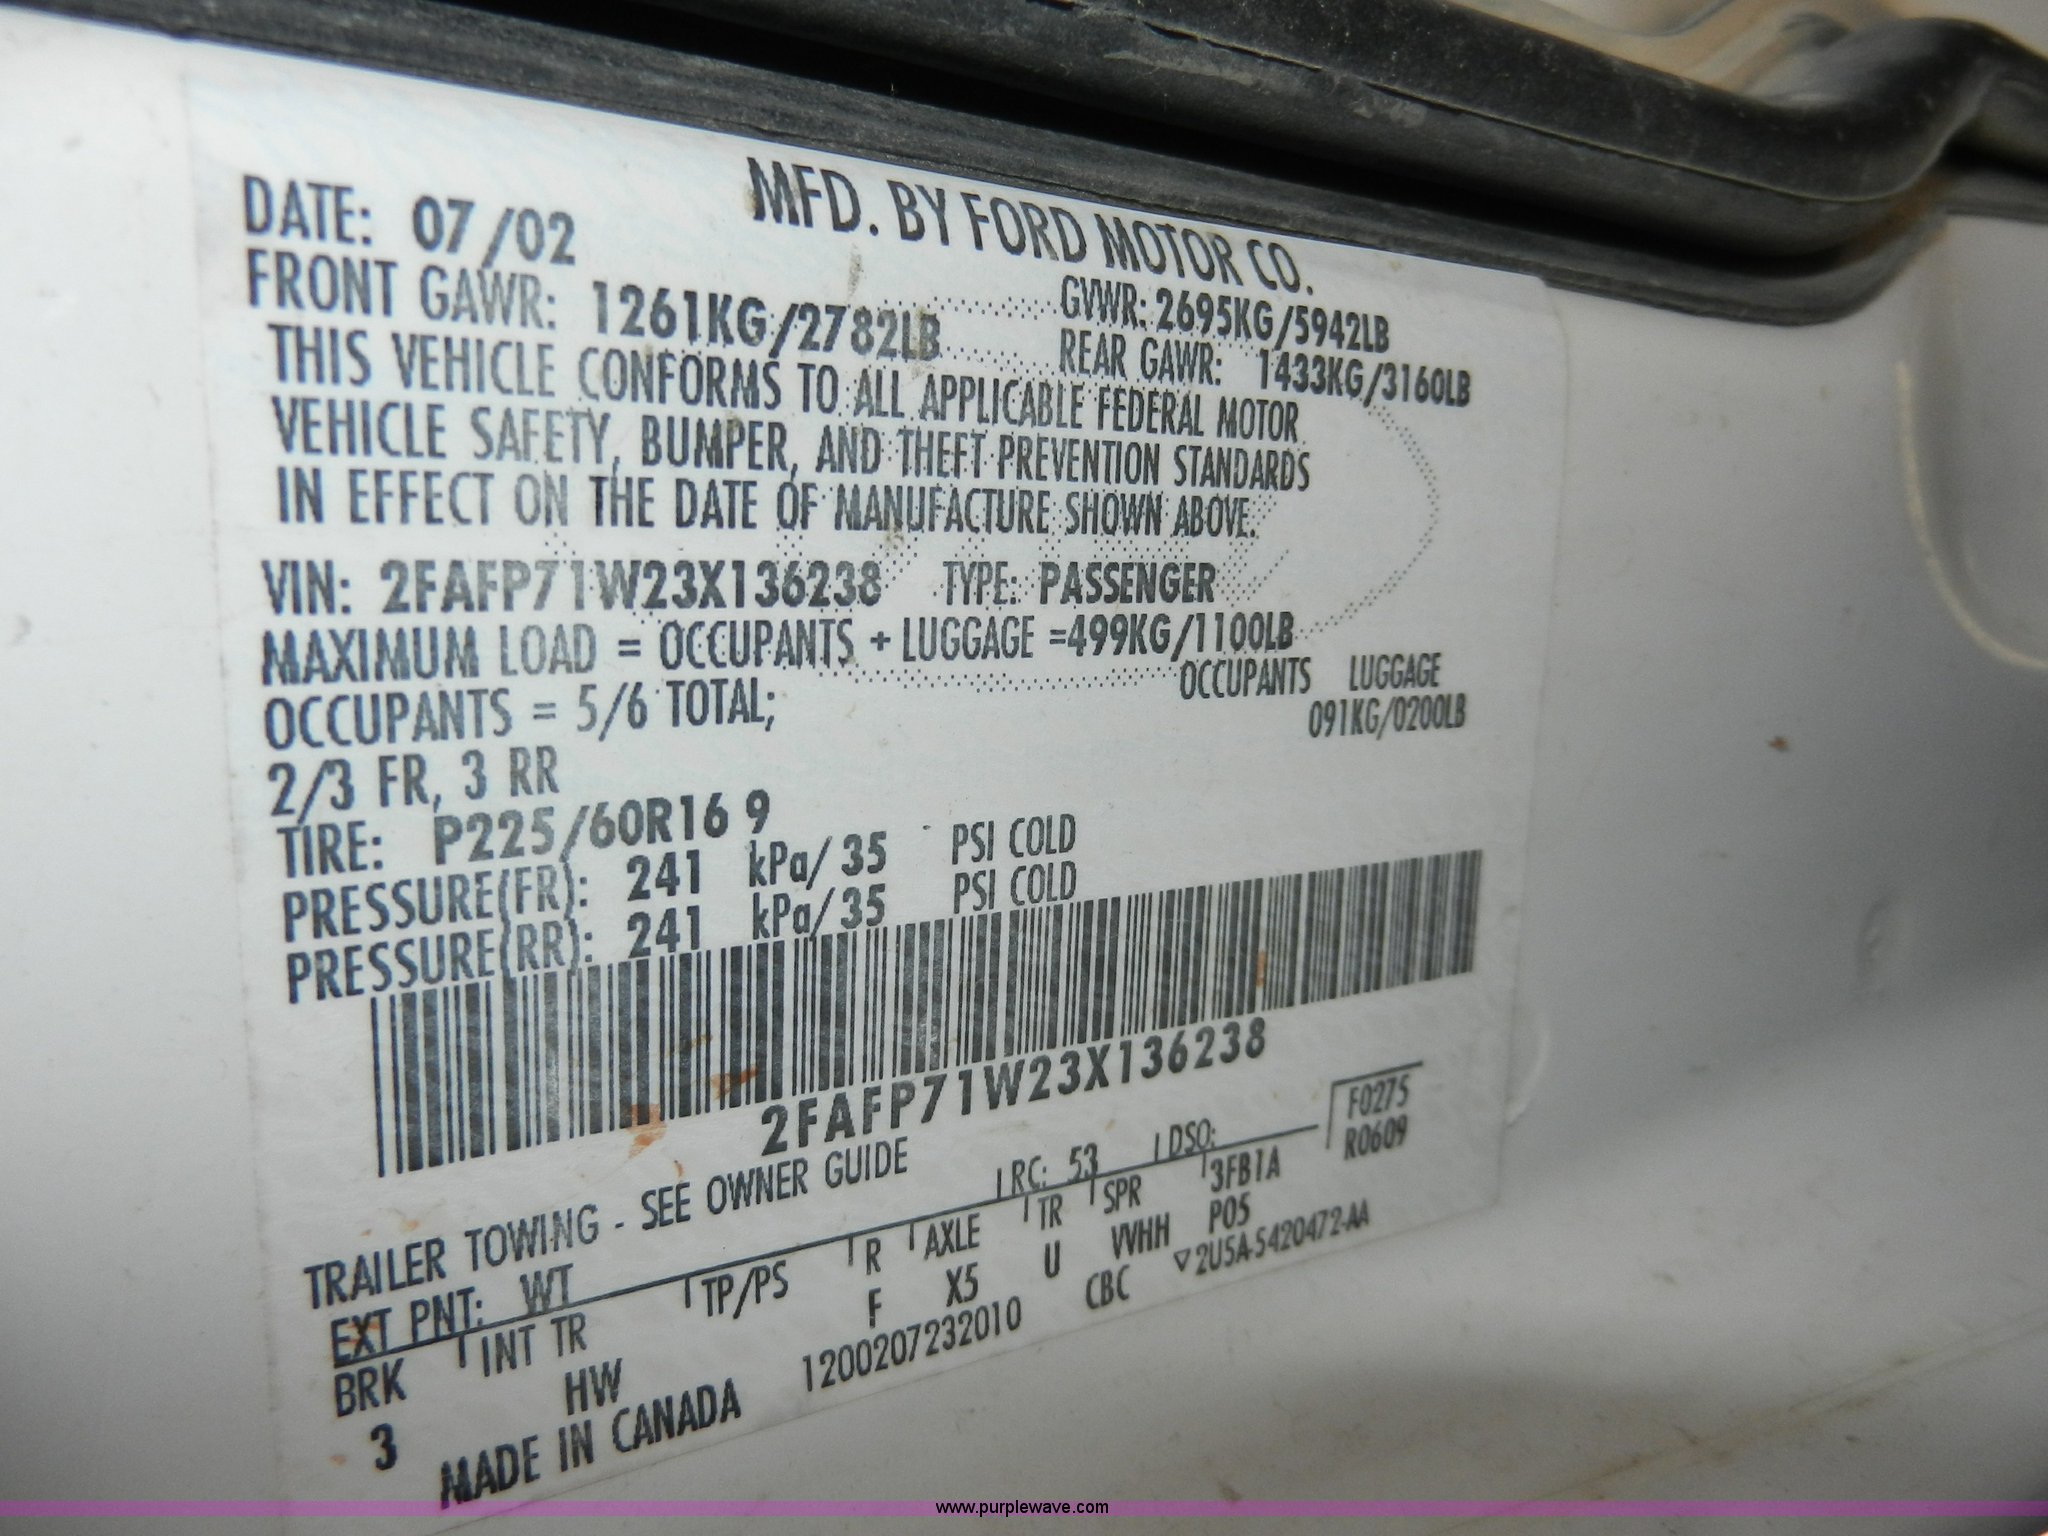 MFD. BY FORD MOTOR CO.
DATE: 07/02 GVWR: 2695KG/5942LB
FRONT GAWR: 1261KG/2782LB REAR GAWR: 1433KG/3160LB
THIS VEHICLE CONFORMS TO ALL APPLICABLE FEDERAL MOTOR
VEHICLE SAFETY, BUMPER, AND THEFT PREVENTION STANDARDS
IN EFFECT ON THE DATE OF MANUFACTURE SHOWN ABOVE.
VIN: 2FAFP71W23X136238 TYPE: PASSENGER
MAXIMUM LOAD = OCCUPANTS + LUGGAGE =499KG/1100LB
OCCUPANTS = 5/6 TOTAL; OCCUPANTS LUGGAGE
2/3 FR, 3 RR 091KG/0200LB
TIRE: P225/60R16 9
PRESSURE(FR): 241 kPa/ 35 PSI COLD
PRESSURE(RR): 241 kPa/ 35 PSI COLD
2FAFP71W23X136238
TRAILER TOWING - SEE OWNER GUIDE
EXT PNT: WT RC: 53 DSO: F0275
R0609
BRK INT TR TP/PS R AXLE TR SPR 3FB1A
3 HW F X5 U VVHH P05
MADE IN CANADA 1200207232010 CBC ▽2U5A-5420472-AA
www.purplewave.com